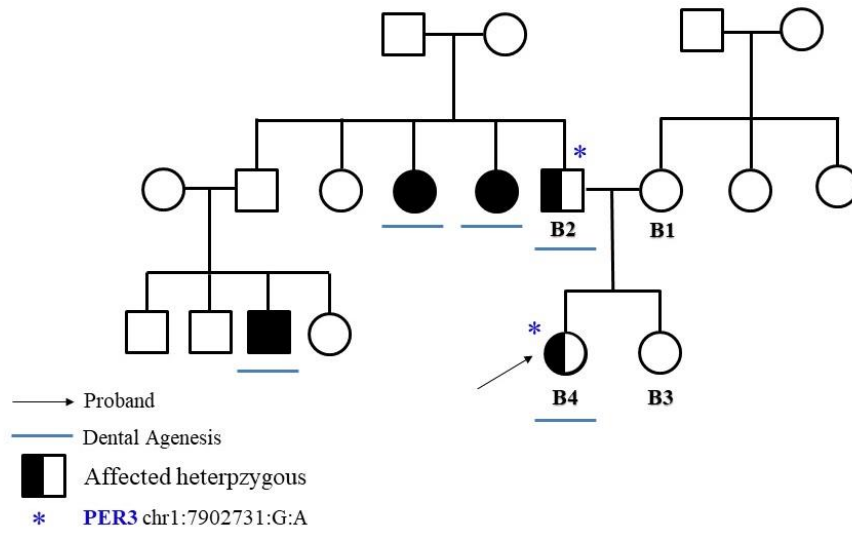 *
B2
B1
*
B4
B3
Proband
Dental Agenesis
Affected heterpzygous
* PER3 chr1:7902731:G:A